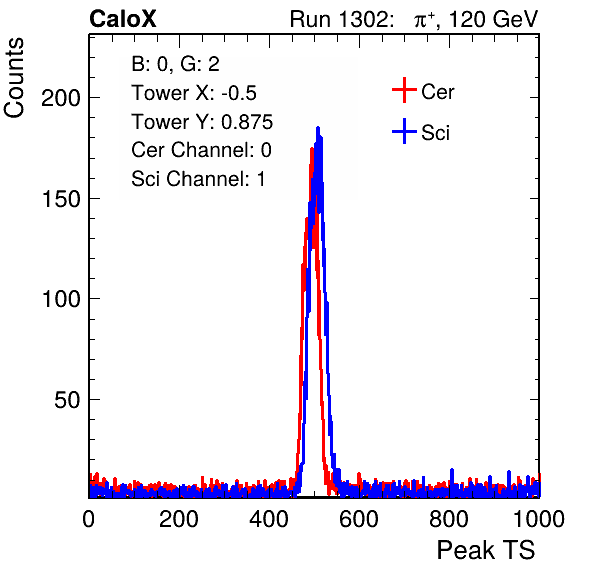 CaloX Run 1302: π+, 120 GeV
Counts
B: 0, G: 2
Tower X: -0.5
Tower Y: 0.875
Cer Channel: 0
Sci Channel: 1
Cer
Sci
200
150
100
50
0 200 400 600 800 1000
Peak TS